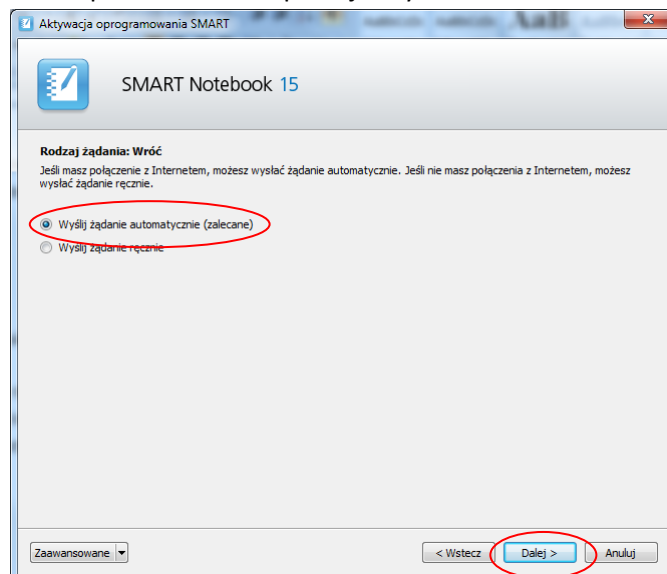 Aktywacja oprogramowania SMART
SMART Notebook 15
Rodzaj żądania: Wróć
Jeśli masz połączenie z Internetem, możesz wysłać żądanie automatycznie. Jeśli nie masz połączenia z Internetem, możesz
wysłać żądanie ręcznie.
Wyślij żądanie automatycznie (zalecane)
Wyślij żądanie ręcznie
Zaawansowane
< Wstecz
Dalej >
Anuluj